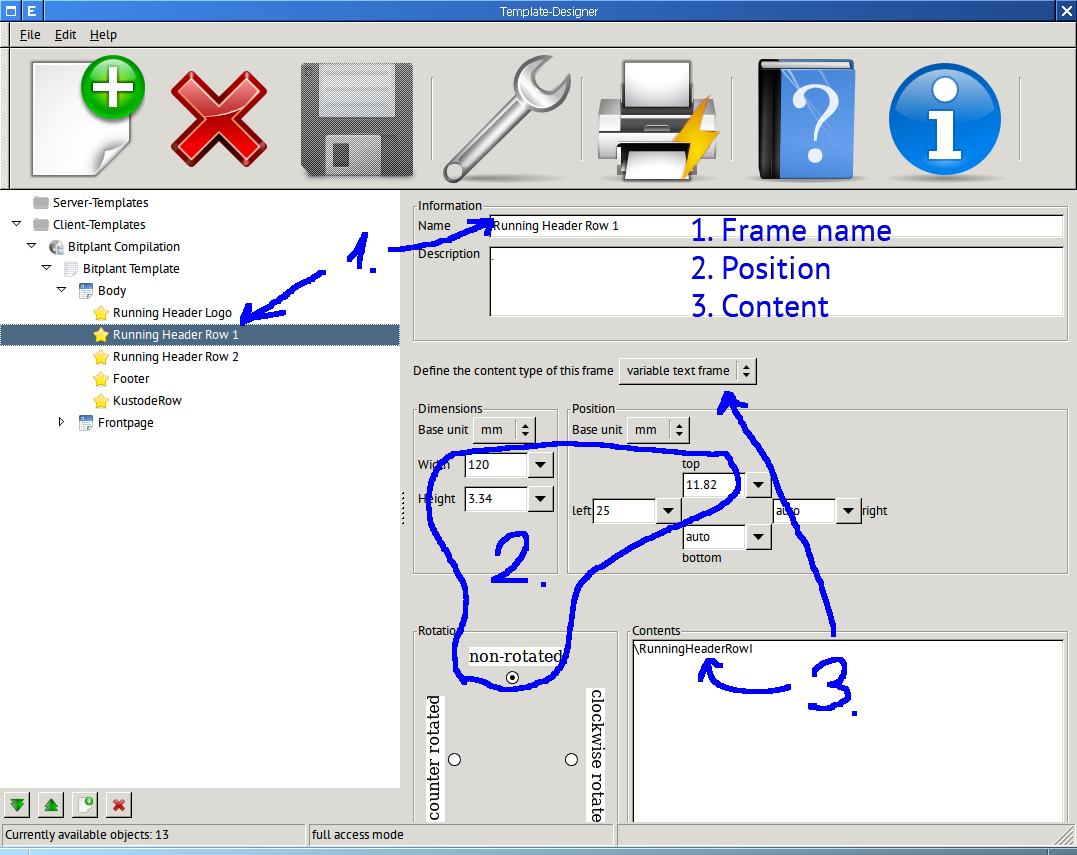 E
Template-Designer
File Edit Help
Server-Templates
Client-Templates
Bitplant Compilation
Bitplant Template
Body
Running Header Logo
Running Header Row 1
Running Header Row 2
Footer
KustodeRow
Frontpage
1.
Information
Name Running Header Row 1
Description .
1. Frame name
2. Position
3. Content
Define the content type of this frame variable text frame
Dimensions
Base unit mm
Width 120
Height 3.34
Position
Base unit mm
top
11.82
left 25 auto right
auto
bottom
2.
Rotation
non-rotated
counter rotated
clockwise rotate
Contents
\RunningHeaderRowI
3.
Currently available objects: 13 full access mode